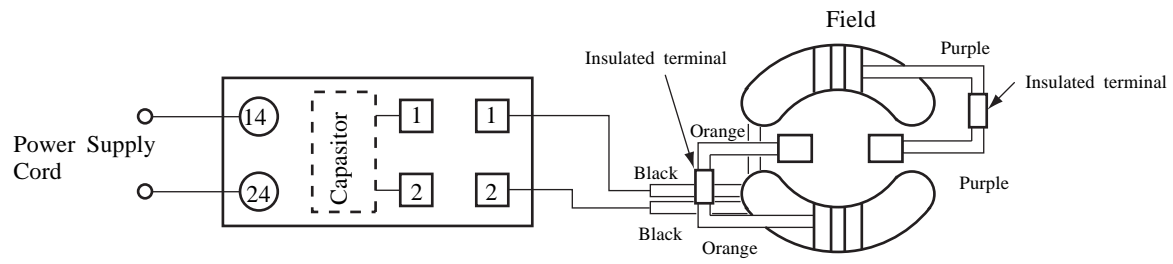 Field
Purple
Insulated terminal
Insulated terminal
14
1
1
Orange
Power Supply
Cord
Capasitor
Black
Purple
24
2
2
Black
Orange